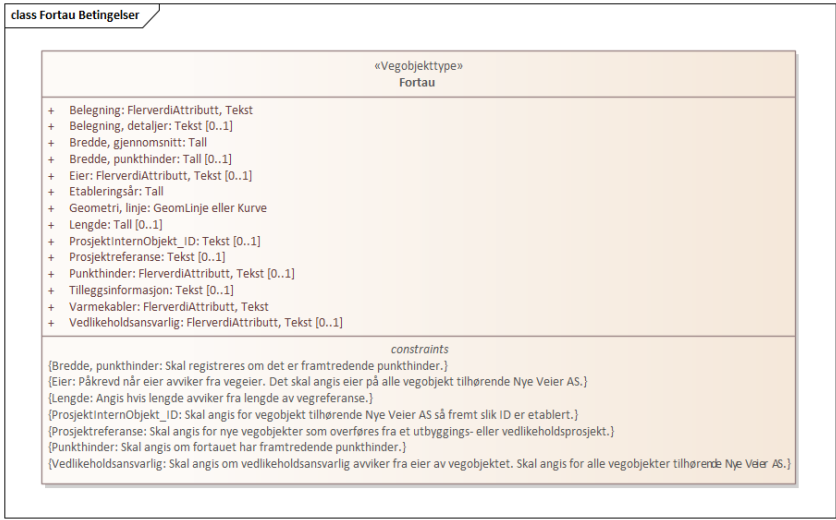 class Fortau Betingelser
«Vegobjekttype»
Fortau
+ Belegning: FlerverdiAttributt, Tekst
+ Belegning, detaljer: Tekst [0..1]
+ Bredde, gjennomsnitt: Tall
+ Bredde, punkthinder: Tall [0..1]
+ Eier: FlerverdiAttributt, Tekst [0..1]
+ Etableringsår: Tall
+ Geometri, linje: GeomLinje eller Kurve
+ Lengde: Tall [0..1]
+ ProsjektInternObjekt_ID: Tekst [0..1]
+ Prosjektreferanse: Tekst [0..1]
+ Punkthinder: FlerverdiAttributt, Tekst [0..1]
+ Tilleggsinformasjon: Tekst [0..1]
+ Varmekabler: FlerverdiAttributt, Tekst
+ Vedlikeholdsansvarlig: FlerverdiAttributt, Tekst [0..1]
constraints
{Bredde, punkthinder: Skal registreres om det er framtredende punkthinder.}
{Eier: Påkrevd når eier avviker fra vegeier. Det skal angis eier på alle vegobjekt tilhørende Nye Veier AS.}
{Lengde: Angis hvis lengde avviker fra lengde av vegreferanse.}
{ProsjektInternObjekt_ID: Skal angis for vegobjekt tilhørende Nye Veier AS så fremt slik ID er etablert.}
{Prosjektreferanse: Skal angis for nye vegobjekter som overføres fra et utbyggings- eller vedlikeholdsprosjekt.}
{Punkthinder: Skal angis om fortauet har framtredende punkthinder.}
{Vedlikeholdsansvarlig: Skal angis om vedlikeholdsansvarlig avviker fra eier av vegobjektet. Skal angis for alle vegobjekter tilhørende Nye Veier AS.}